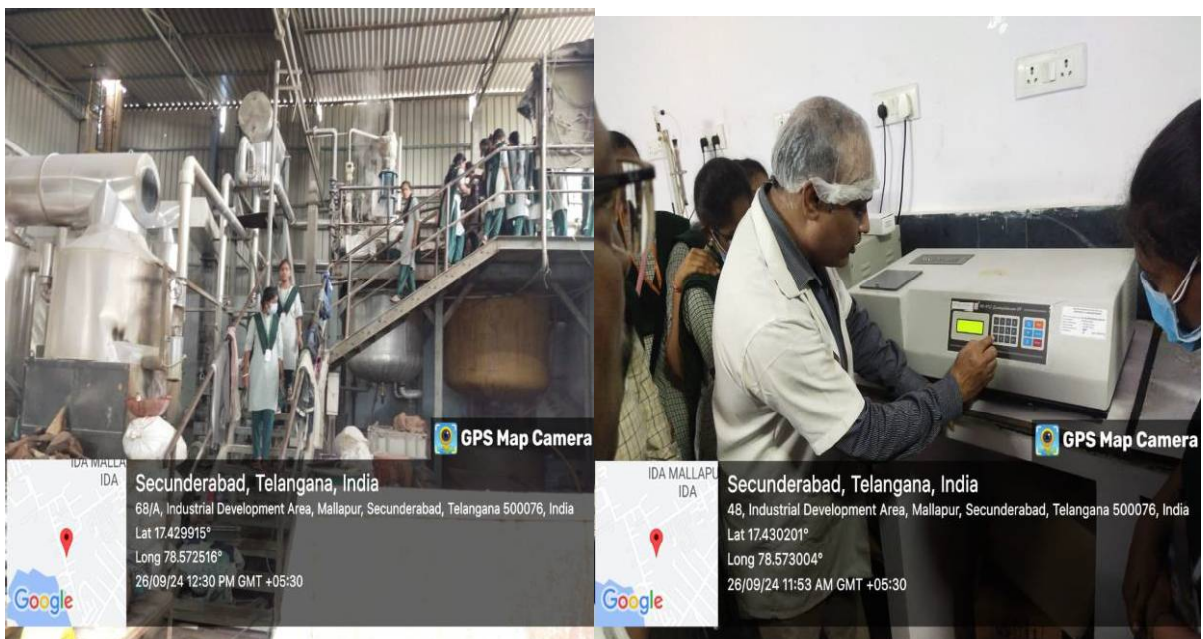 GPS Map Camera
IDA MALLA
IDA
Secunderabad, Telangana, India
68/A, Industrial Development Area, Mallapur, Secunderabad, Telangana 500076, India
Lat 17.429915°
Long 78.572516°
26/09/24 12:30 PM GMT +05:30
Google
GPS Map Camera
IDA MALLAPU
IDA
Secunderabad, Telangana, India
48, Industrial Development Area, Mallapur, Secunderabad, Telangana 500076, India
Lat 17.430201°
Long 78.573004°
26/09/24 11:53 AM GMT +05:30
Google